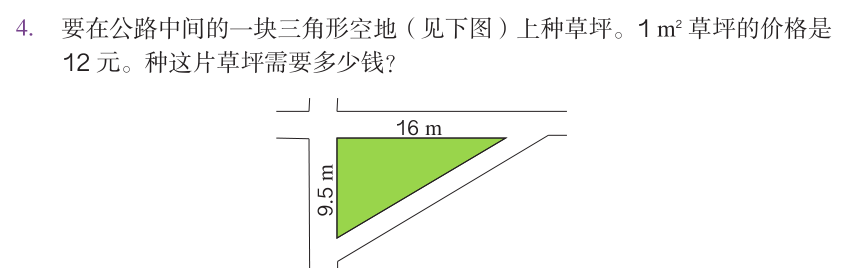 4. 要在公路中间的一块三角形空地（见下图）上种草坪。1 m² 草坪的价格是
12 元。种这片草坪需要多少钱?
16 m
9.5 m